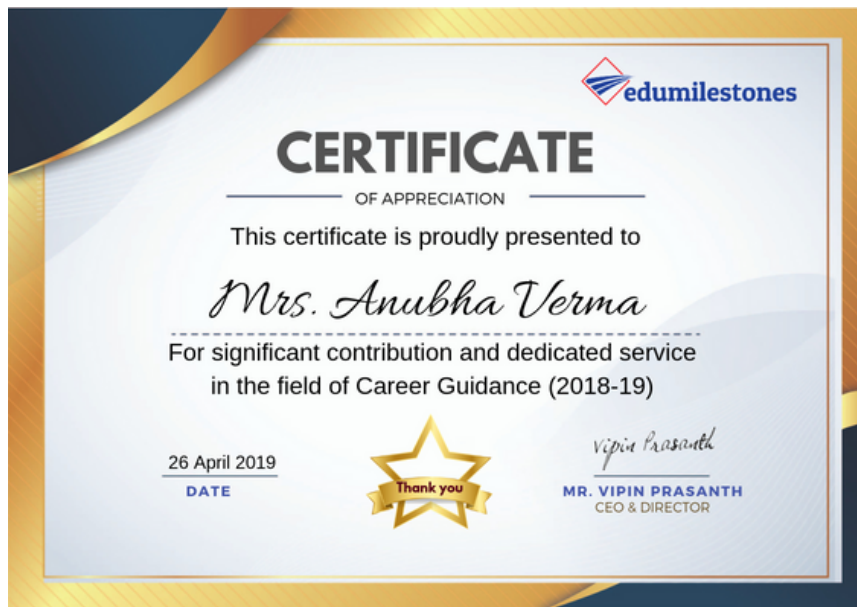 edumilestones
CERTIFICATE
OF APPRECIATION
This certificate is proudly presented to
Mrs. Anubha Verma
For significant contribution and dedicated service
in the field of Career Guidance (2018-19)
26 April 2019
DATE
Thank you
Vipin Prasanth
MR. VIPIN PRASANTH
CEO & DIRECTOR